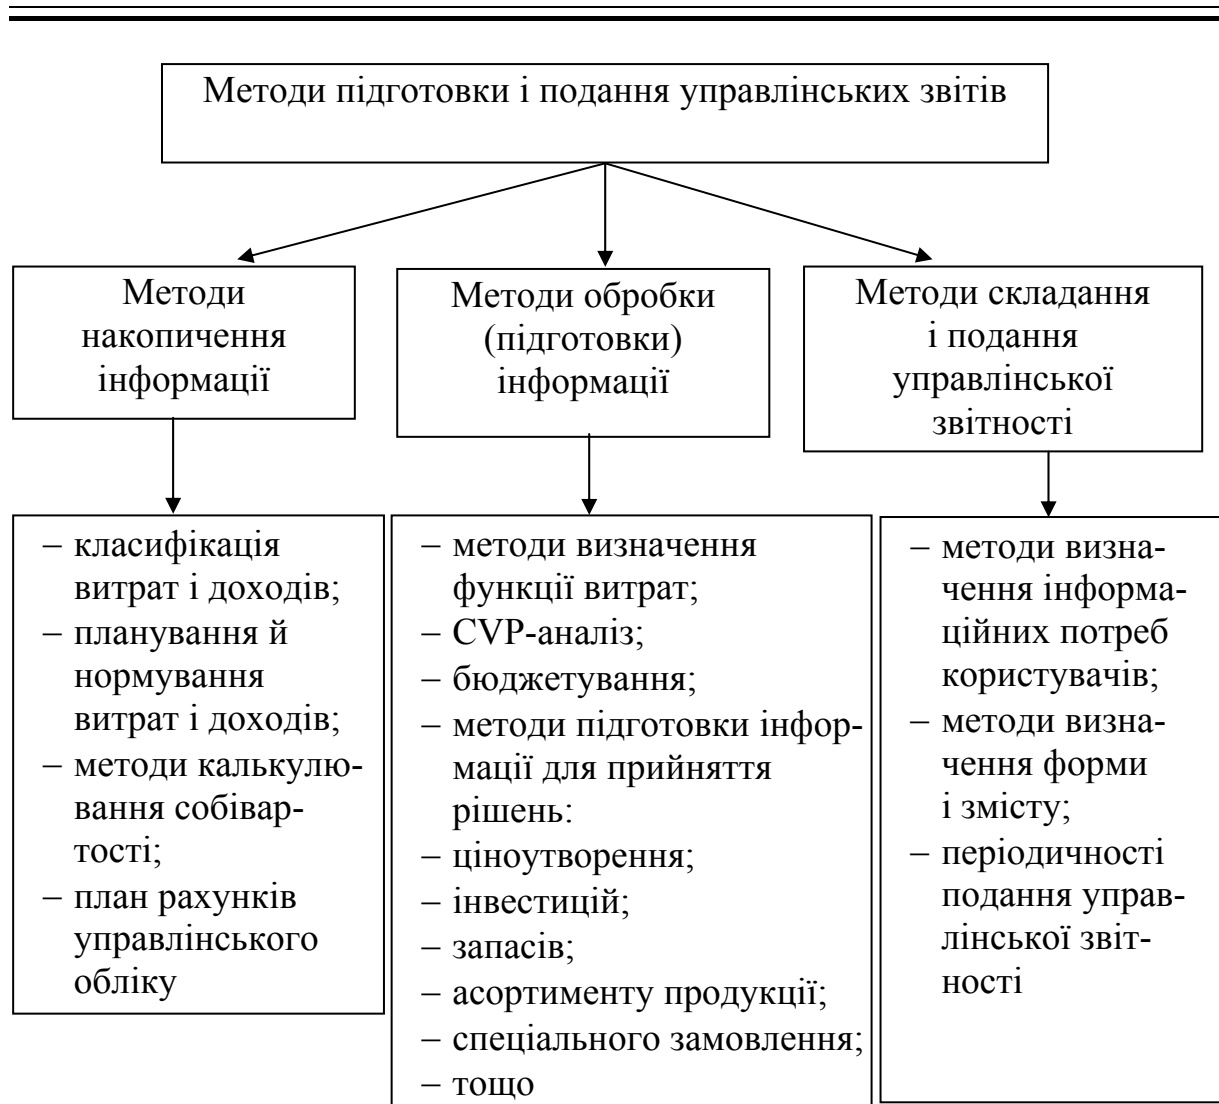 Методи підготовки і подання управлінських звітів
Методи
накопичення
інформації
Методи обробки
(підготовки)
інформації
Методи складання
і подання
управлінської
звітності
– класифікація
витрат і доходів;
– планування й
нормування
витрат і доходів;
– методи калькулю-
вання собівар-
тості;
– план рахунків
управлінського
обліку
– методи визначення
функції витрат;
– CVP-аналіз;
– бюджетування;
– методи підготовки інфор-
мації для прийняття
рішень:
– ціноутворення;
– інвестицій;
– запасів;
– асортименту продукції;
– спеціального замовлення;
– тощо
– методи визна-
чення інформа-
ційних потреб
користувачів;
– методи визна-
чення форми
і змісту;
– періодичності
подання управ-
лінської звіт-
ності